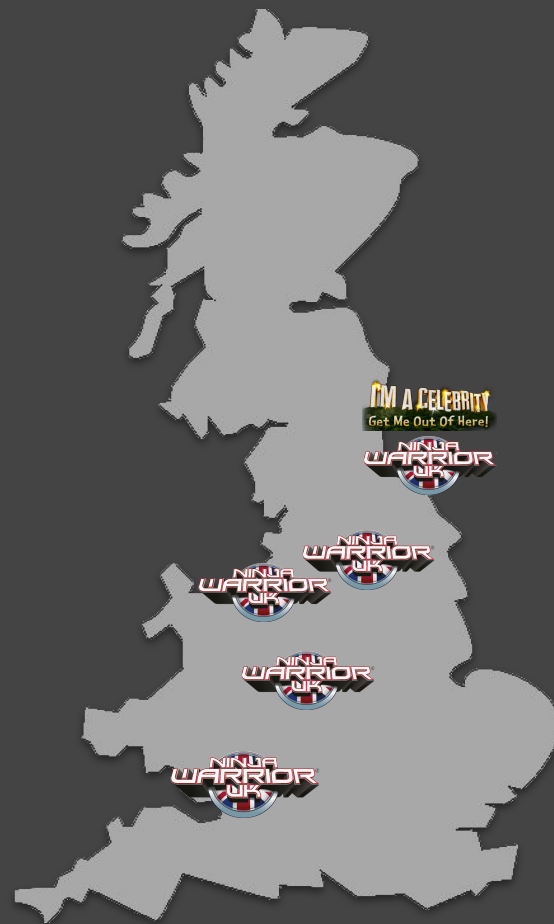 I'M A CELEBRITY
Get Me Out Of Here!
NINJA
WARRIOR
UK
NINJA
WARRIOR
UK
NINJA
WARRIOR
UK
NINJA
WARRIOR
UK
NINJA
WARRIOR
UK